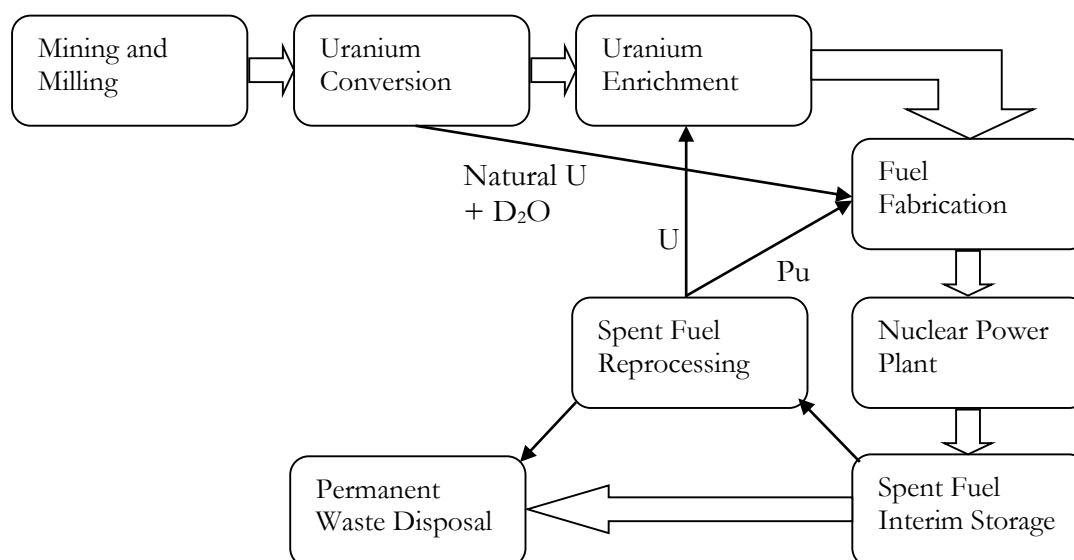 Mining and
Milling
Uranium
Conversion
Uranium
Enrichment
Natural U
+ D₂O
Fuel
Fabrication
U
Pu
Spent Fuel
Reprocessing
Nuclear Power
Plant
Permanent
Waste Disposal
Spent Fuel
Interim Storage